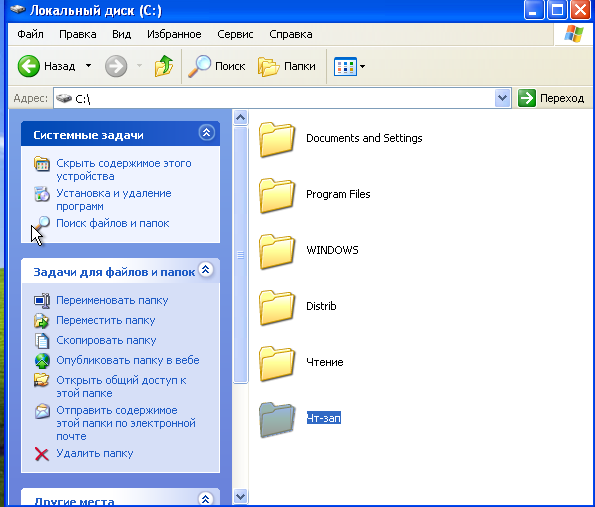 Локальный диск (C:)
Файл Правка Вид Избранное Сервис Справка
Назад Поиск Папки
Адрес: C:\ Переход
Системные задачи
Скрыть содержимое этого
устройства
Установка и удаление
программ
Поиск файлов и папок
Задачи для файлов и папок
Переименовать папку
Переместить папку
Скопировать папку
Опубликовать папку в вебе
Открыть общий доступ к
этой папке
Отправить содержимое
этой папки по электронной
почте
Удалить папку
Другие места
Documents and Settings
Program Files
WINDOWS
Distrib
Чтение
Чт-зап